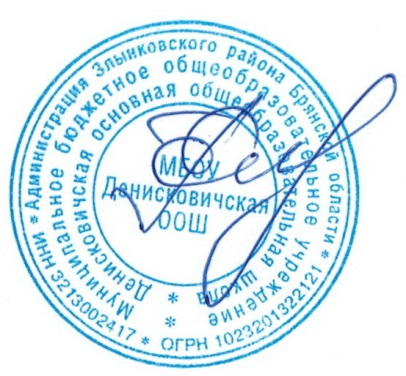 * Администрация Злынковского района Брянской области *
ИНН 3213002417 * ОГРН 1023201322121
Муниципальное бюджетное общеобразовательное учреждение *
Денисковичская основная общеобразовательная школа *
МБОУ
Денисковичская
ООШ